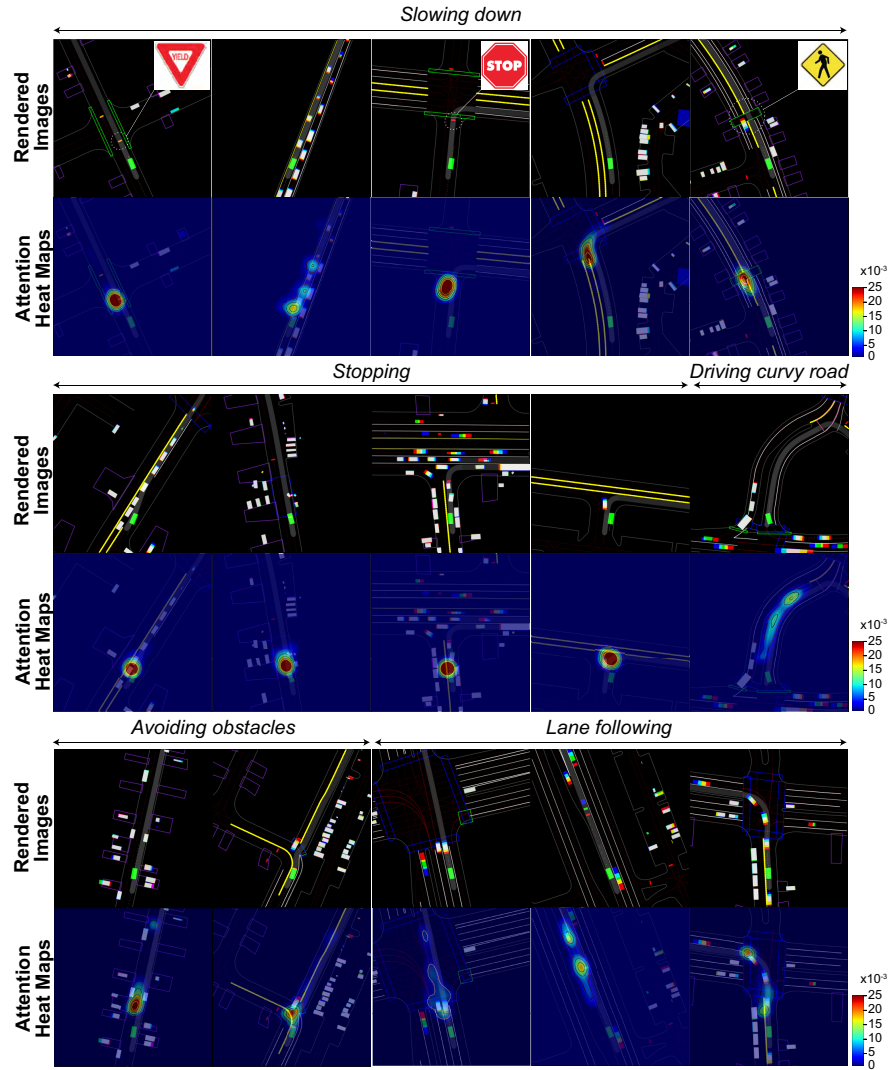 Slowing down
Rendered
Images
YIELD
STOP
Attention
Heat Maps
x10-3
25
20
15
10
5
0
Stopping
Driving curvy road
Rendered
Images
Attention
Heat Maps
x10-3
25
20
15
10
5
0
Avoiding obstacles
Lane following
Rendered
Images
Attention
Heat Maps
x10-3
25
20
15
10
5
0